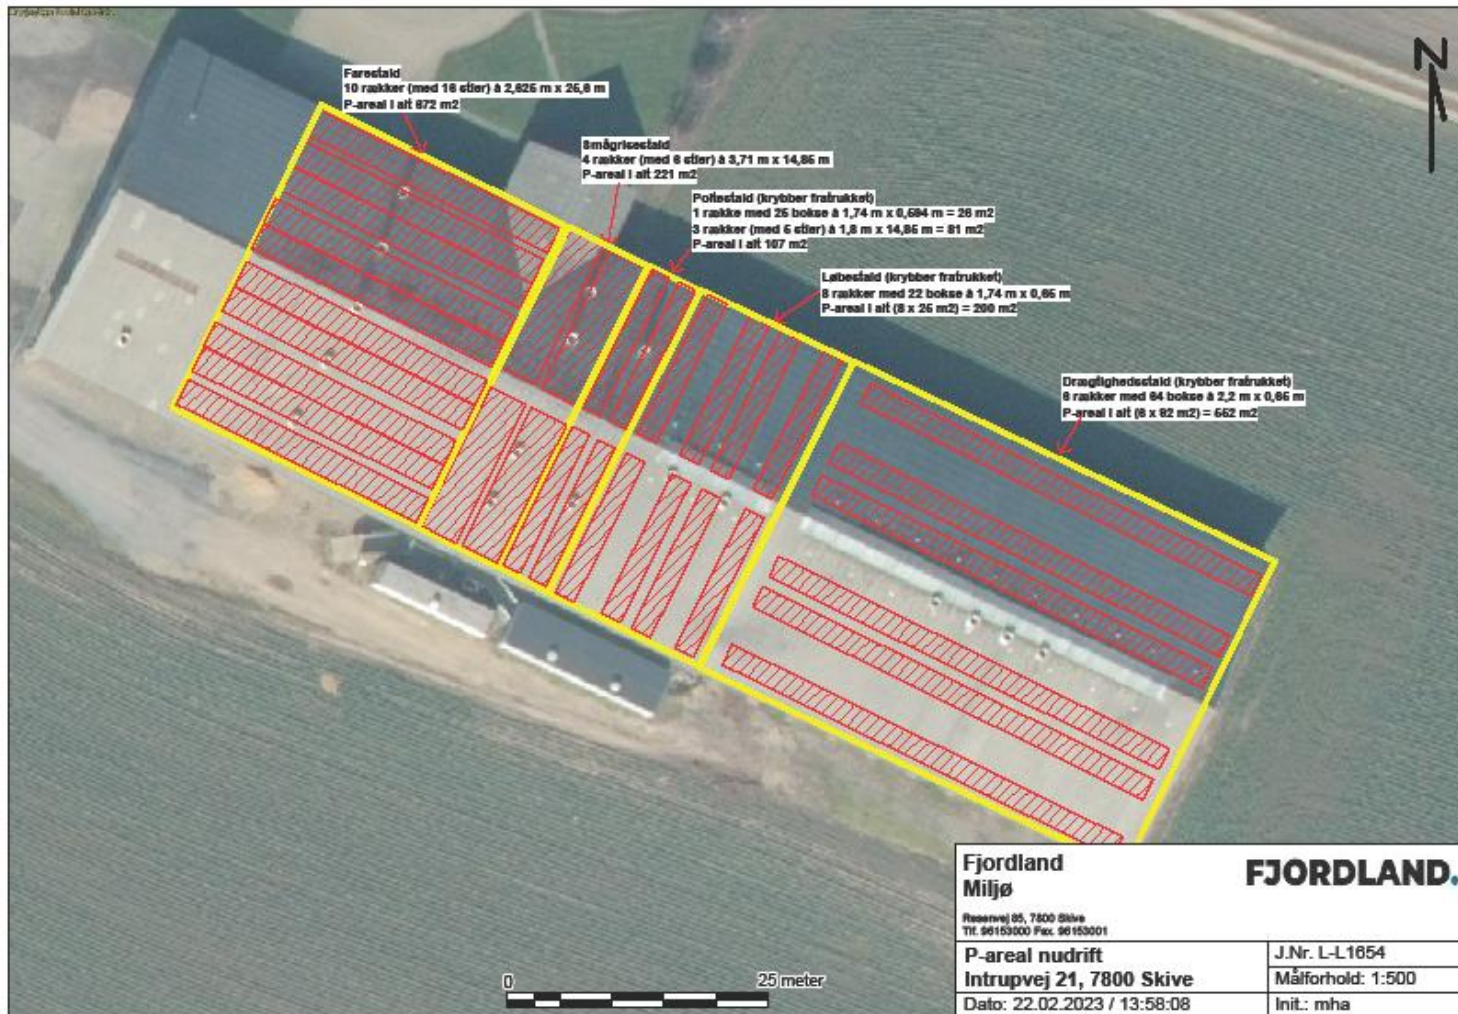 Farestald
10 rækker (med 16 stier) à 2,625 m x 25,6 m
P-areal i alt 672 m2
Smågrisestald
4 rækker (med 6 stier) à 3,71 m x 14,85 m
P-areal i alt 221 m2
Poltestald (krybber fratrukket)
1 række med 25 bokse à 1,74 m x 0,594 m = 26 m2
3 rækker (med 5 stier) à 1,8 m x 14,85 m = 81 m2
P-areal i alt 107 m2
Løbestald (krybber fratrukket)
8 rækker med 22 bokse à 1,74 m x 0,65 m
P-areal i alt (8 x 25 m2) = 200 m2
Drægtighedsstald (krybber fratrukket)
6 rækker med 64 bokse à 2,2 m x 0,65 m
P-areal i alt (6 x 92 m2) = 552 m2
N
0 25 meter
Fjordland
Miljø
FJORDLAND.
Resenvej 85, 7800 Skive
Tlf. 96153000 Fax. 96153001
P-areal nudrift
Intrupvej 21, 7800 Skive
J.Nr. L-L1654
Målforhold: 1:500
Dato: 22.02.2023 / 13:58:08
Init.: mha